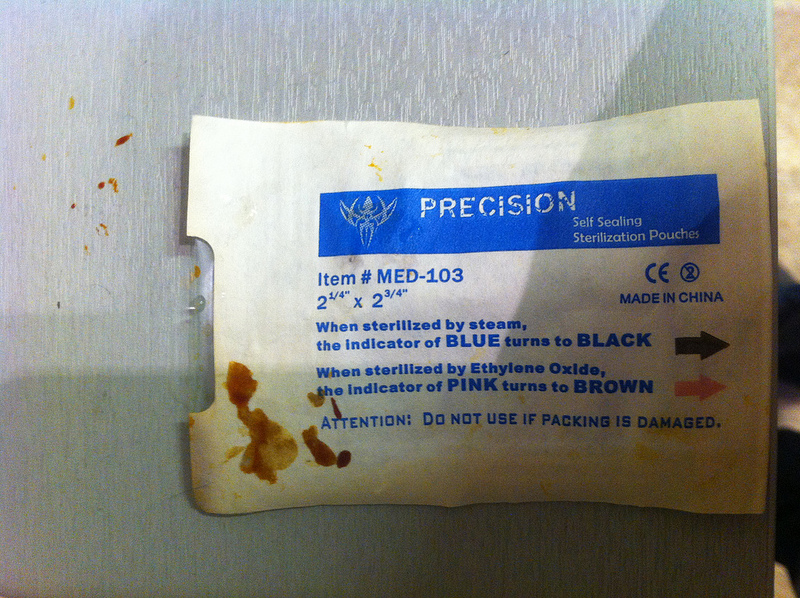 PRECISION
Self Sealing
Sterilization Pouches
Item # MED-103
2 1/4" x 2 3/4"
CE 2
MADE IN CHINA
When sterilized by steam,
the indicator of BLUE turns to BLACK
When sterilized by Ethylene Oxide,
the indicator of PINK turns to BROWN
ATTENTION: DO NOT USE IF PACKING IS DAMAGED.